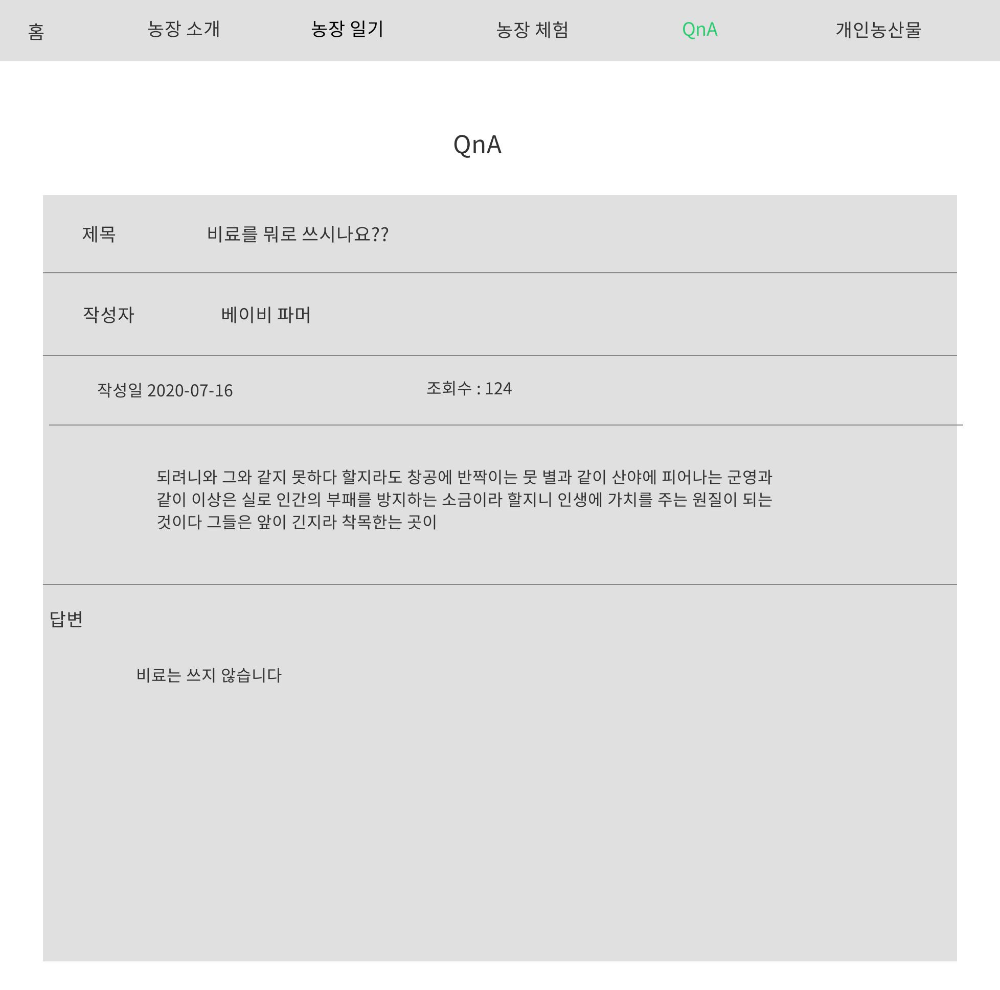 홈 농장 소개 농장 일기 농장 체험 QnA 개인농산물
QnA
제목 비료를 뭐로 쓰시나요??
작성자 베이비 파머
작성일 2020-07-16 조회수 : 124
되려니와 그와 같지 못하다 할지라도 창공에 반짝이는 뭇 별과 같이 산야에 피어나는 군영과
같이 이상은 실로 인간의 부패를 방지하는 소금이라 할지니 인생에 가치를 주는 원질이 되는
것이다 그들은 앞이 긴지라 착목한는 곳이
답변
비료는 쓰지 않습니다